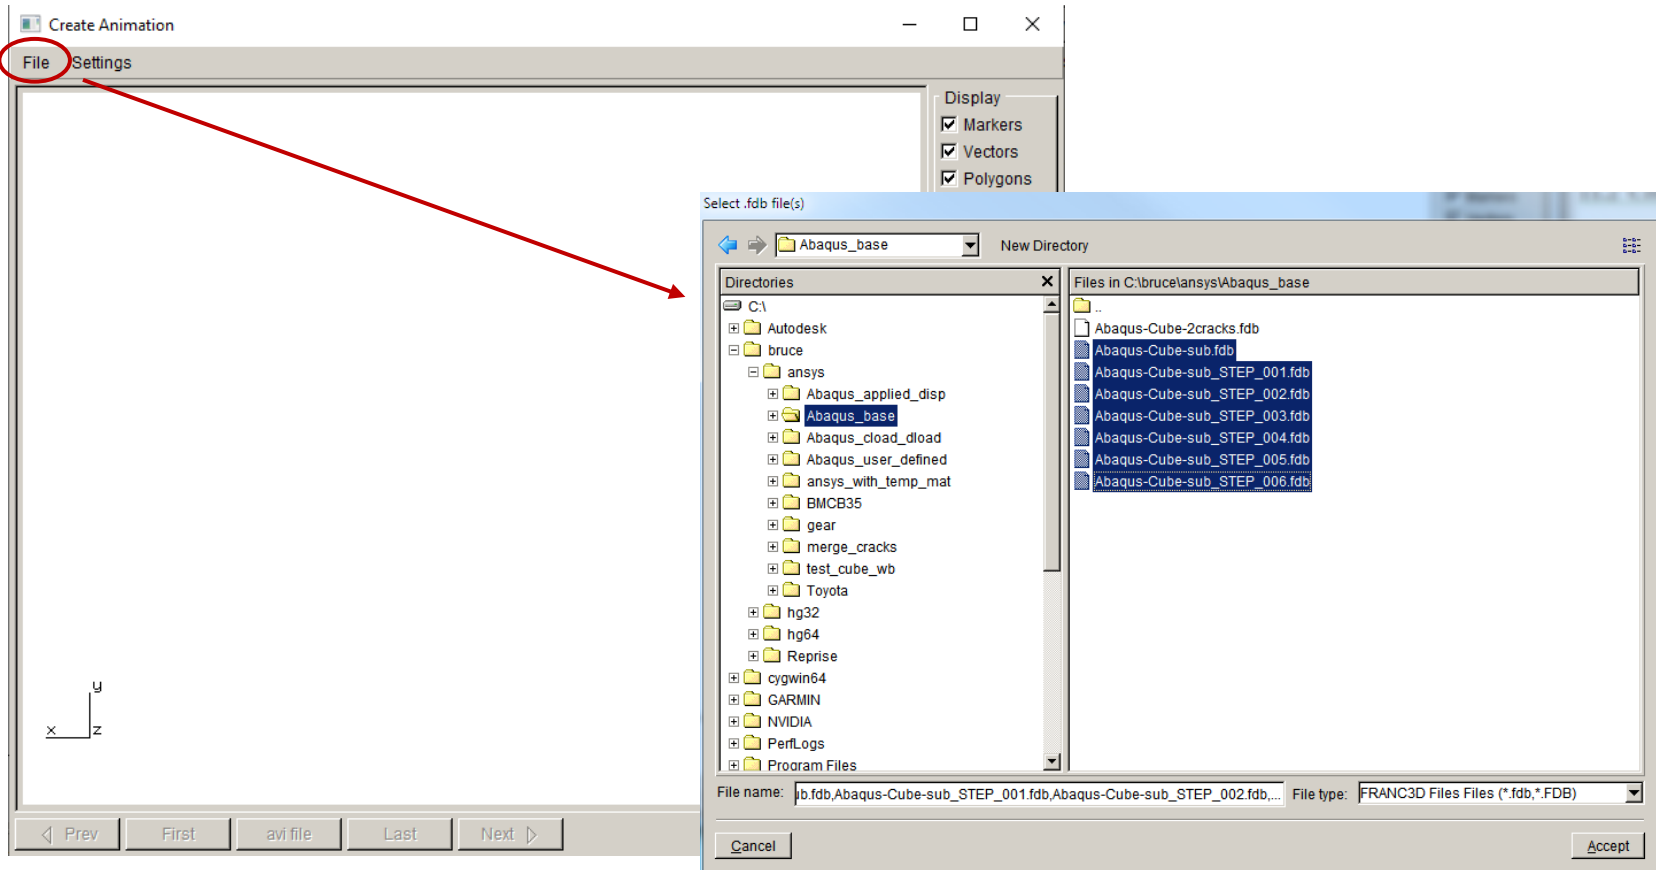 Create Animation
File Settings
Display
Markers
Vectors
Polygons
Select .fdb file(s)
Abaqus_base
New Directory
Directories
Files in C:\bruce\ansys\Abaqus_base
C:\
Autodesk
bruce
ansys
Abaqus_applied_disp
Abaqus_base
Abaqus_cload_dload
Abaqus_user_defined
ansys_with_temp_mat
BMCB35
gear
merge_cracks
test_cube_wb
Toyota
hg32
hg64
Reprise
cygwin64
GARMIN
NVIDIA
PerfLogs
Program Files
..
Abaqus-Cube-2cracks.fdb
Abaqus-Cube-sub.fdb
Abaqus-Cube-sub_STEP_001.fdb
Abaqus-Cube-sub_STEP_002.fdb
Abaqus-Cube-sub_STEP_003.fdb
Abaqus-Cube-sub_STEP_004.fdb
Abaqus-Cube-sub_STEP_005.fdb
Abaqus-Cube-sub_STEP_006.fdb
File name: ub.fdb,Abaqus-Cube-sub_STEP_001.fdb,Abaqus-Cube-sub_STEP_002.fdb,...
File type: FRANC3D Files Files (*.fdb,*.FDB)
Cancel
Accept
y
x z
Prev First avi file Last Next